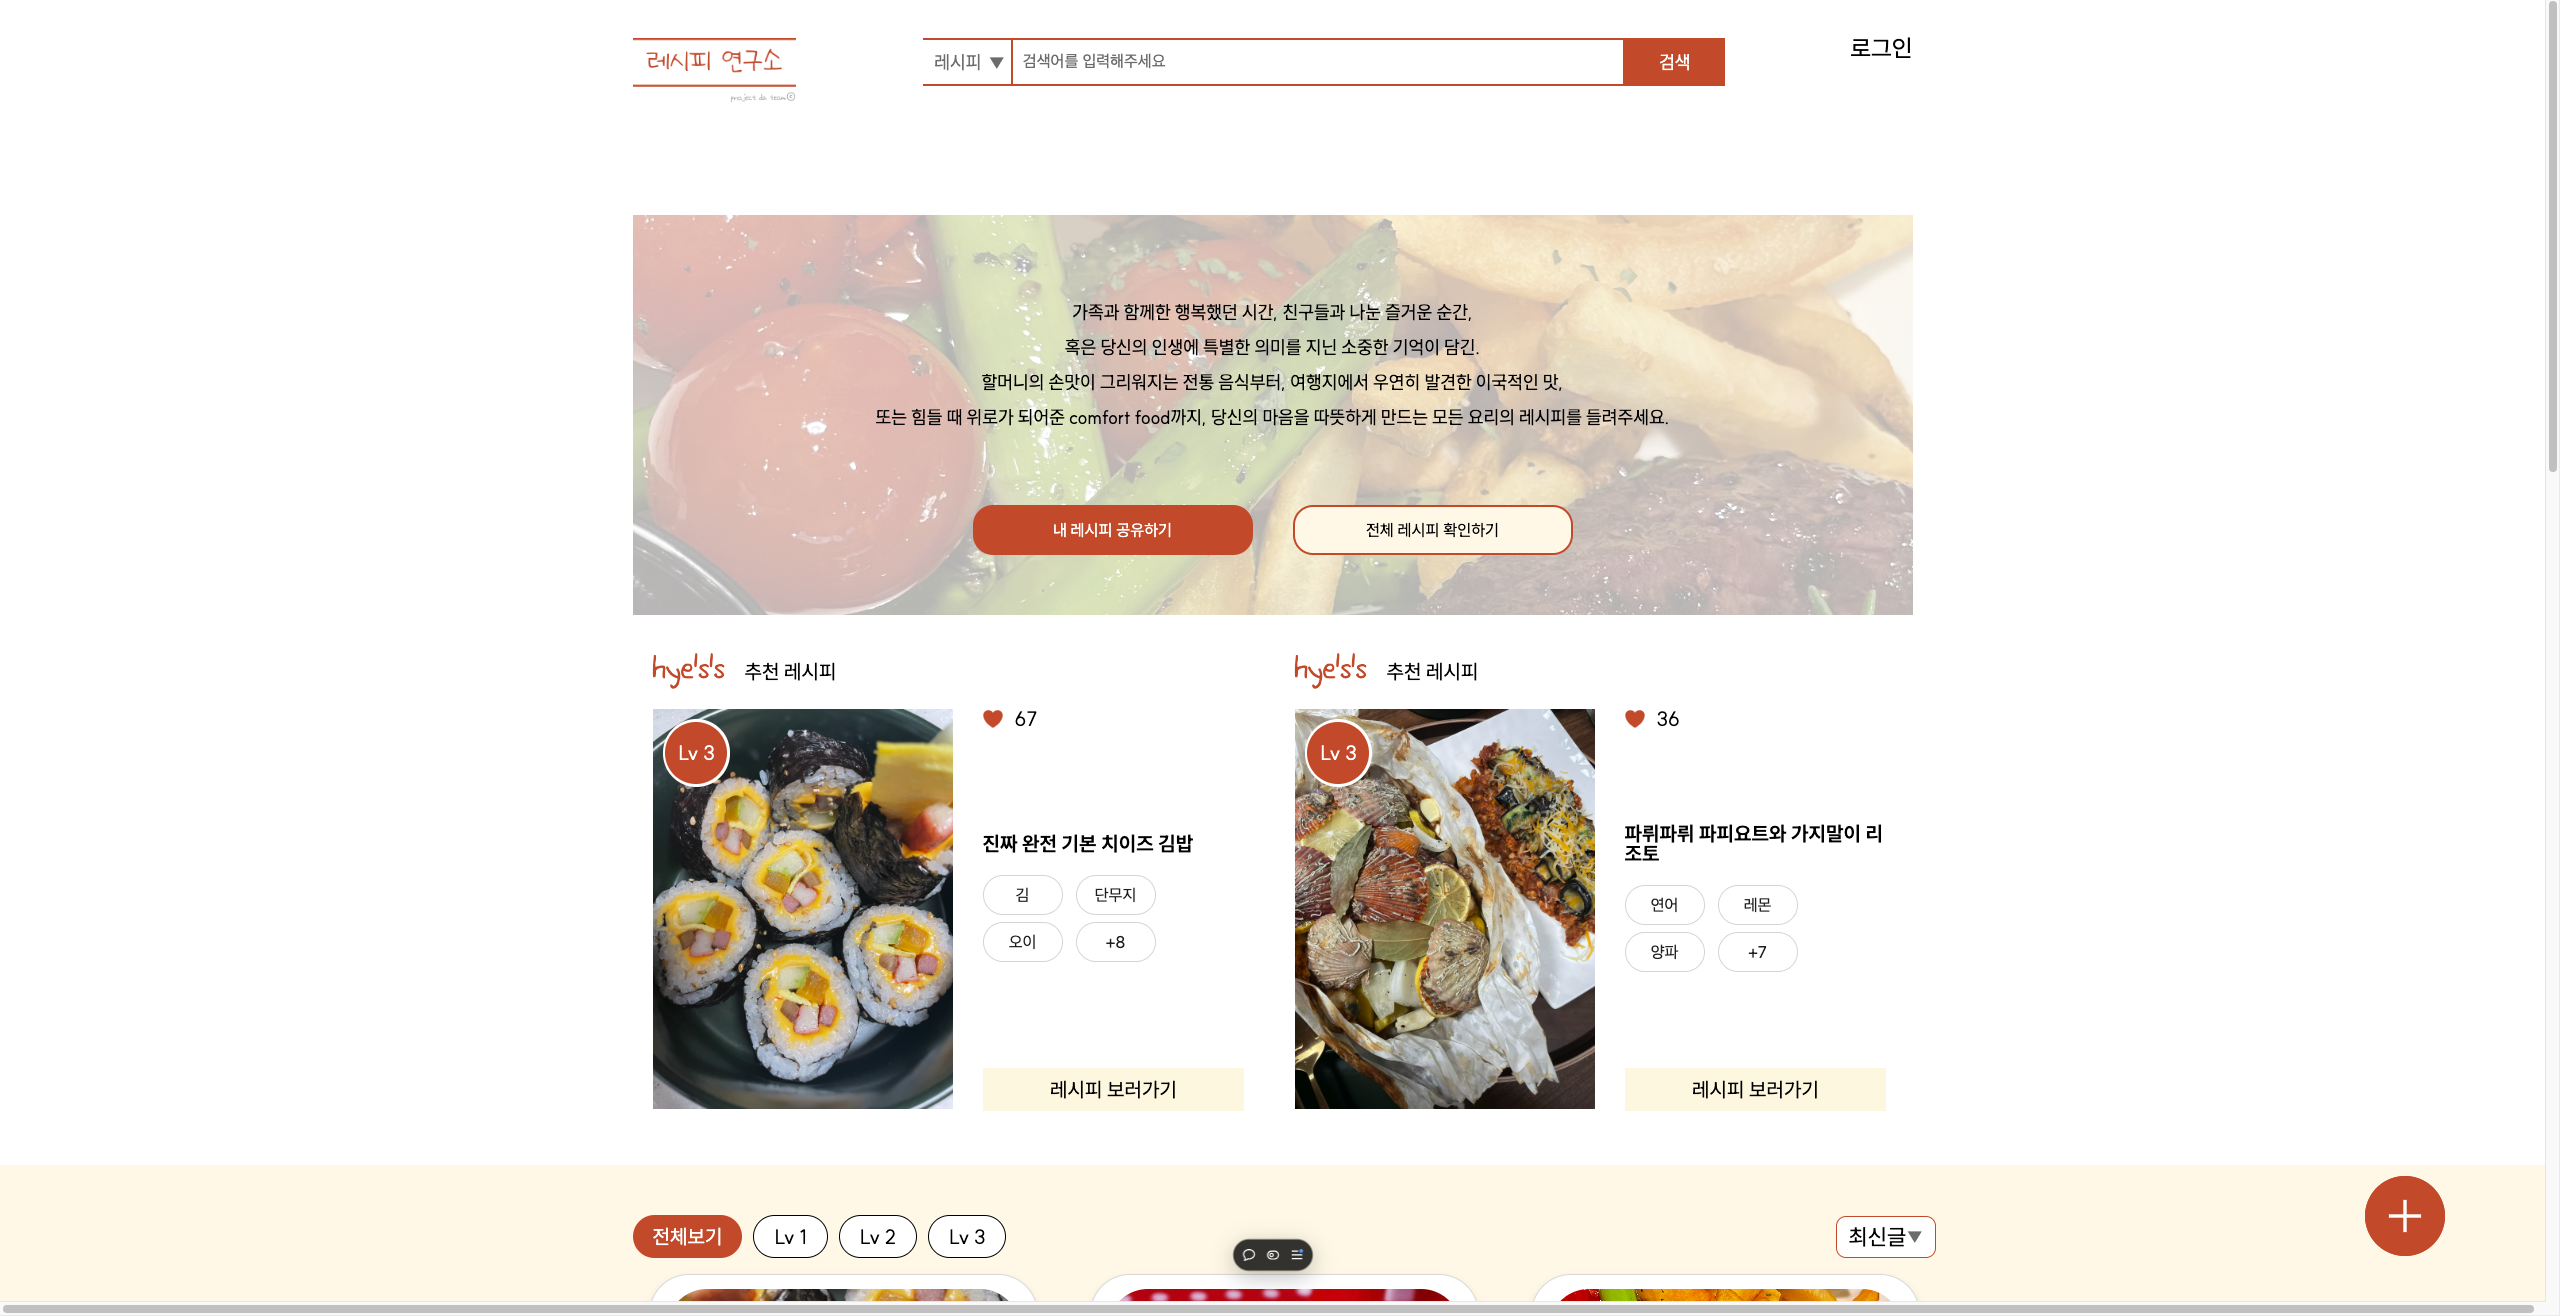 레시피 연구소
project da team©
레시피 ▼
검색어를 입력해주세요
검색
로그인
가족과 함께한 행복했던 시간, 친구들과 나눈 즐거운 순간,
혹은 당신의 인생에 특별한 의미를 지닌 소중한 기억이 담긴.
할머니의 손맛이 그리워지는 전통 음식부터, 여행지에서 우연히 발견한 이국적인 맛,
또는 힘들 때 위로가 되어준 comfort food까지, 당신의 마음을 따뜻하게 만드는 모든 요리의 레시피를 들려주세요.
내 레시피 공유하기
전체 레시피 확인하기
hye's's 추천 레시피
Lv 3
67
진짜 완전 기본 치이즈 김밥
김
단무지
오이
+8
레시피 보러가기
hye's's 추천 레시피
Lv 3
36
파뤼파뤼 파피요트와 가지말이 리
조토
연어
레몬
양파
+7
레시피 보러가기
전체보기
Lv 1
Lv 2
Lv 3
최신글▼